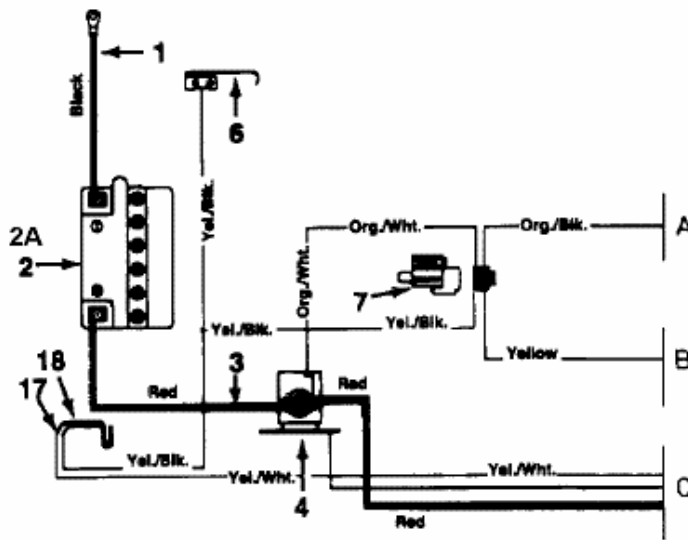 1
Black
6
Yel./Blk.
2A
2
Org./Wht.
Org./Blk.
A
7
Org./Wht.
Yel./Blk.
Yel./Blk.
Yellow
B
18
17
3
Red
Red
Yel./Blk.
Yel./Wht.
4
Yel./Wht.
C
Red